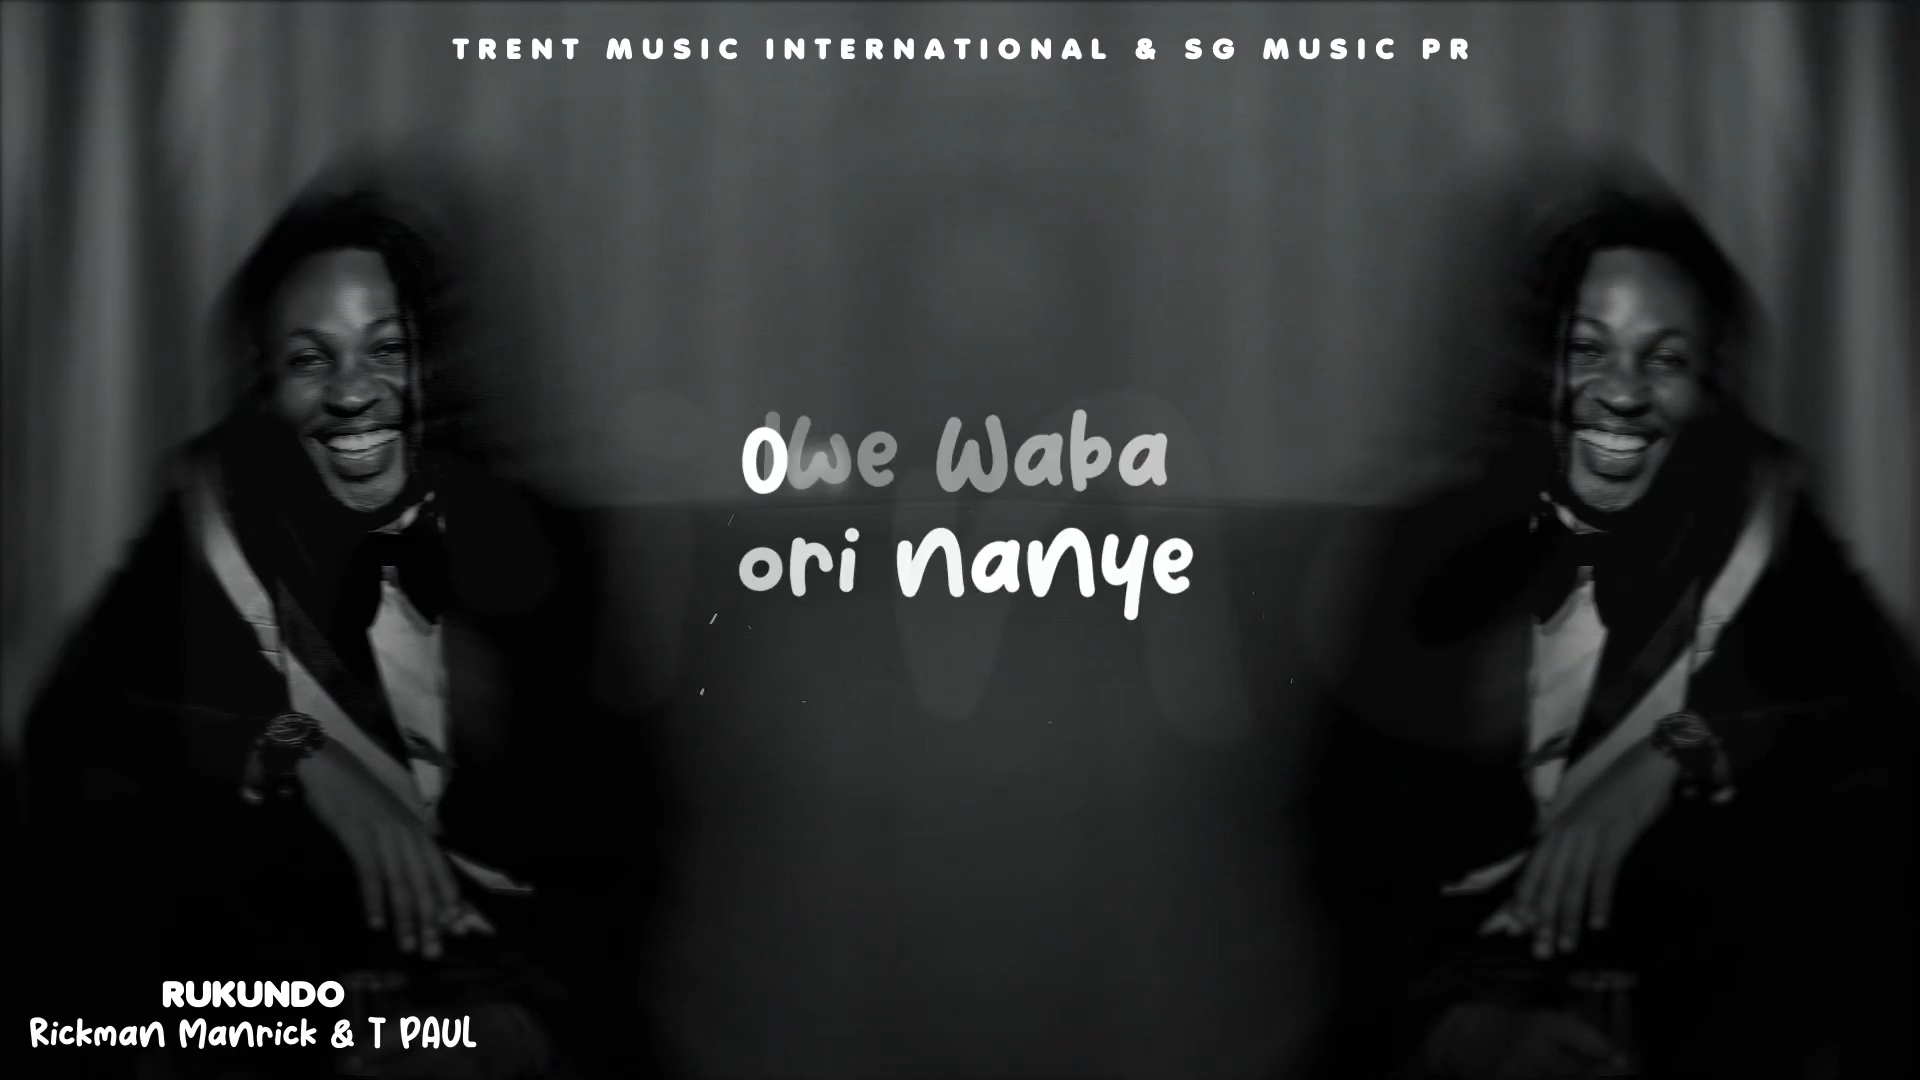 TRENT MUSIC INTERNATIONAL & SG MUSIC PR
Owe Waba
ori nanye
RUKUNDO
Rickman Manrick & T PAUL